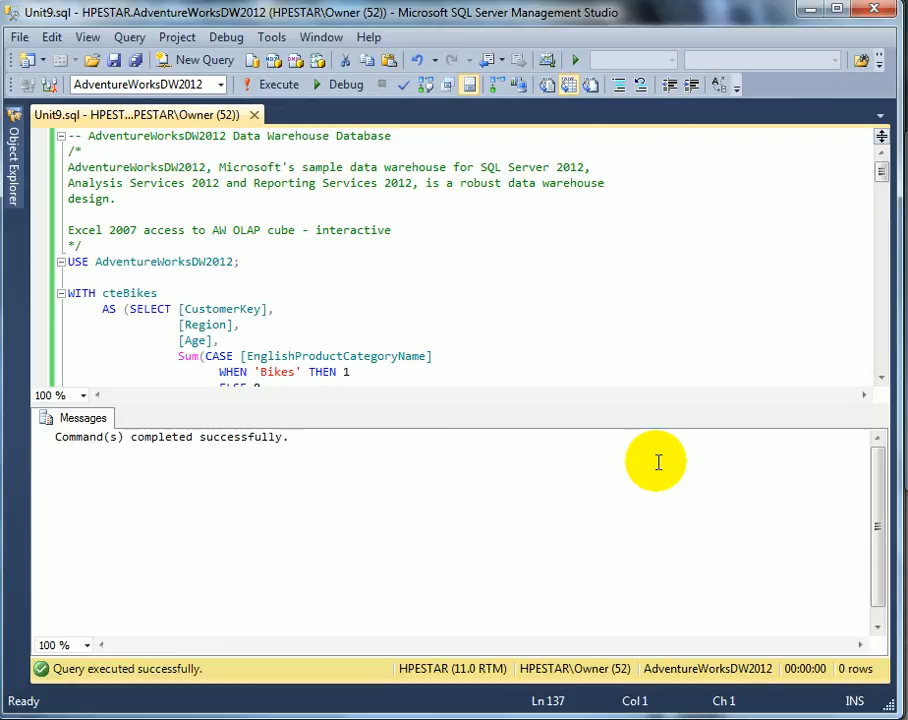 Unit9.sql - HPESTAR.AdventureWorksDW2012 (HPESTAR\Owner (52)) - Microsoft SQL Server Management Studio
File Edit View Query Project Debug Tools Window Help
New Query
AdventureWorksDW2012 Execute Debug
Unit9.sql - HPEST...PESTAR\Owner (52))
Object Explorer
-- AdventureWorksDW2012 Data Warehouse Database
/*
AdventureWorksDW2012, Microsoft's sample data warehouse for SQL Server 2012,
Analysis Services 2012 and Reporting Services 2012, is a robust data warehouse
design.
Excel 2007 access to AW OLAP cube - interactive
*/
USE AdventureWorksDW2012;
WITH cteBikes
AS (SELECT [CustomerKey],
[Region],
[Age],
Sum(CASE [EnglishProductCategoryName]
WHEN 'Bikes' THEN 1
ELSE 0
100 %
Messages
Command(s) completed successfully.
100 %
Query executed successfully. HPESTAR (11.0 RTM) HPESTAR\Owner (52) AdventureWorksDW2012 00:00:00 0 rows
Ready Ln 137 Col 1 Ch 1 INS